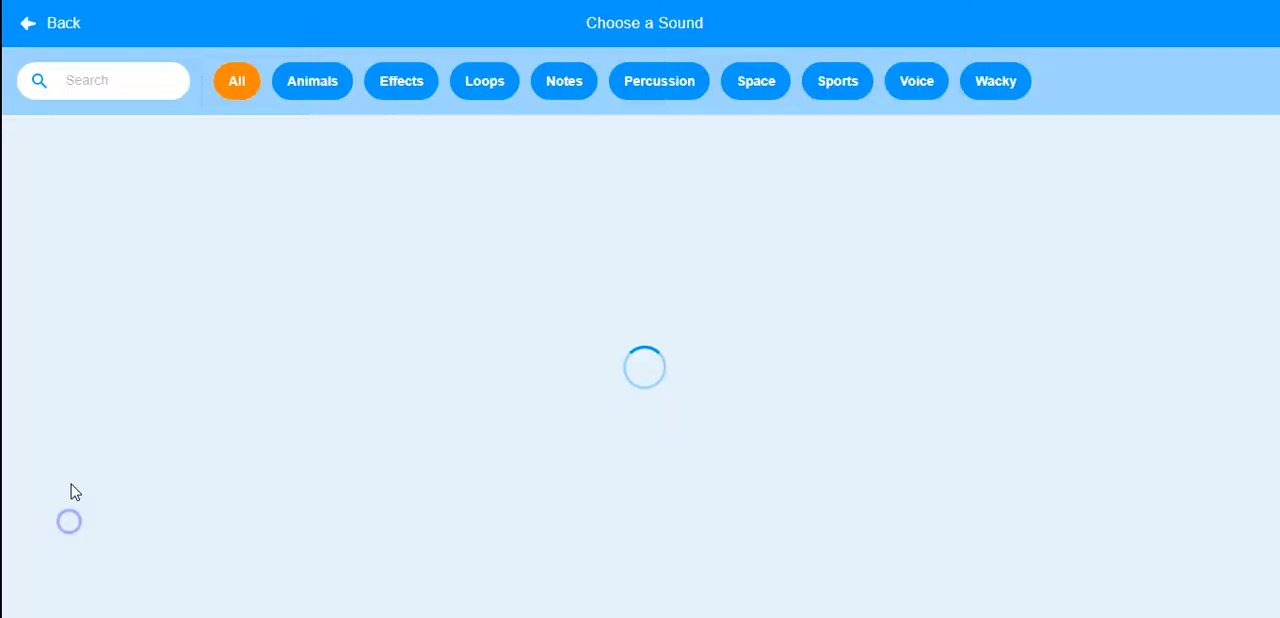 Back
Choose a Sound
Search
All
Animals
Effects
Loops
Notes
Percussion
Space
Sports
Voice
Wacky